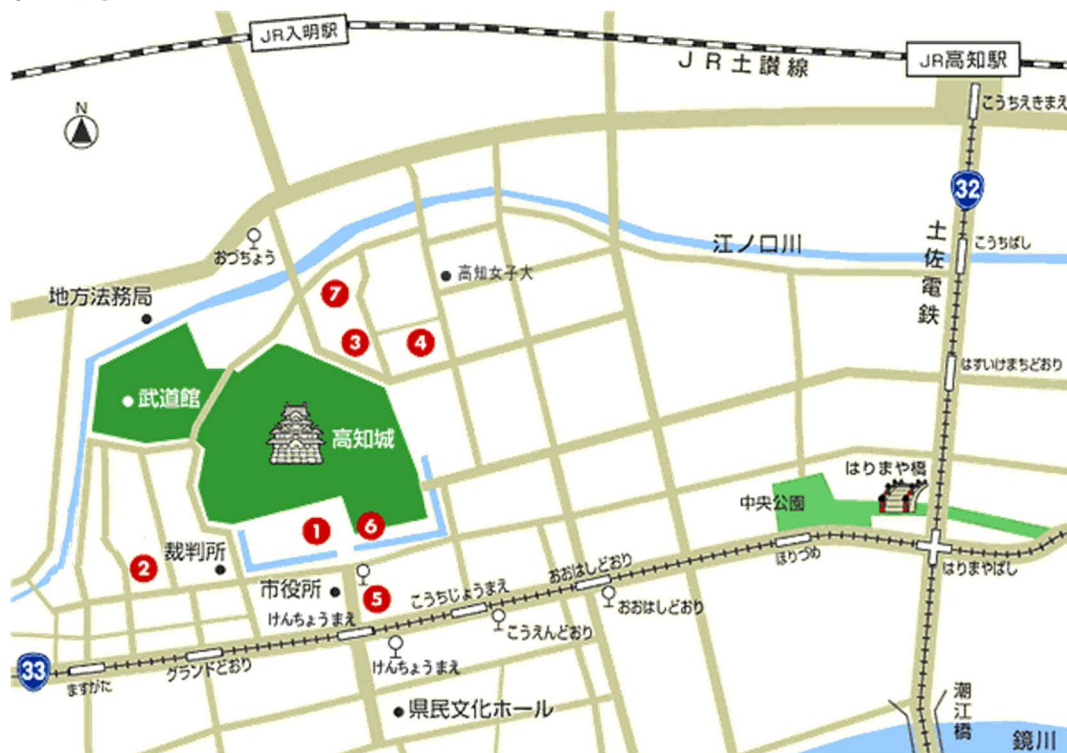 JR入明駅
JR土讃線
JR高知駅
こうちえきまえ
N
32
土佐電鉄
こうちばし
江ノ口川
おづちょう
高知女子大
地方法務局
7
3
4
はすいけまちどおり
武道館
高知城
はりまや橋
中央公園
1
6
裁判所
2
ほりづめ
はりまやばし
市役所
5
おおはしどおり
こうちじょうまえ
おおはしどおり
けんちょうまえ
こうえんどおり
けんちょうまえ
グランドどおり
33
ますがた
県民文化ホール
潮江橋
鏡川